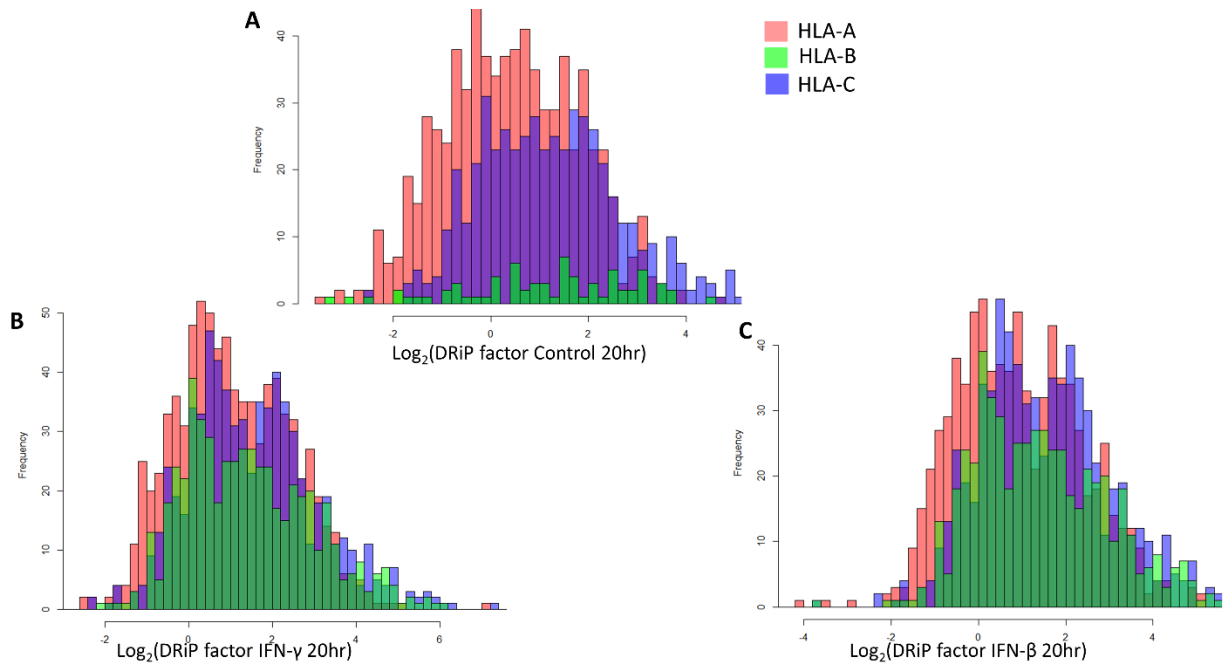 A
HLA-A
HLA-B
HLA-C
40
30
20
10
0
Frequency
-2
0
2
4
Log2(DRiP factor Control 20hr)
B
50
40
30
20
10
0
Frequency
-2
0
2
4
6
Log2(DRiP factor IFN-γ 20hr)
C
40
30
20
10
0
Frequency
-4
-2
0
2
4
Log2(DRiP factor IFN-β 20hr)